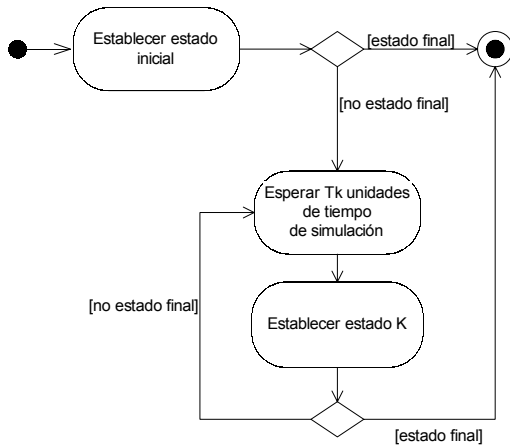 Establecer estado
inicial
[estado final]
[no estado final]
Esperar Tk unidades
de tiempo
de simulación
[no estado final]
Establecer estado K
[estado final]